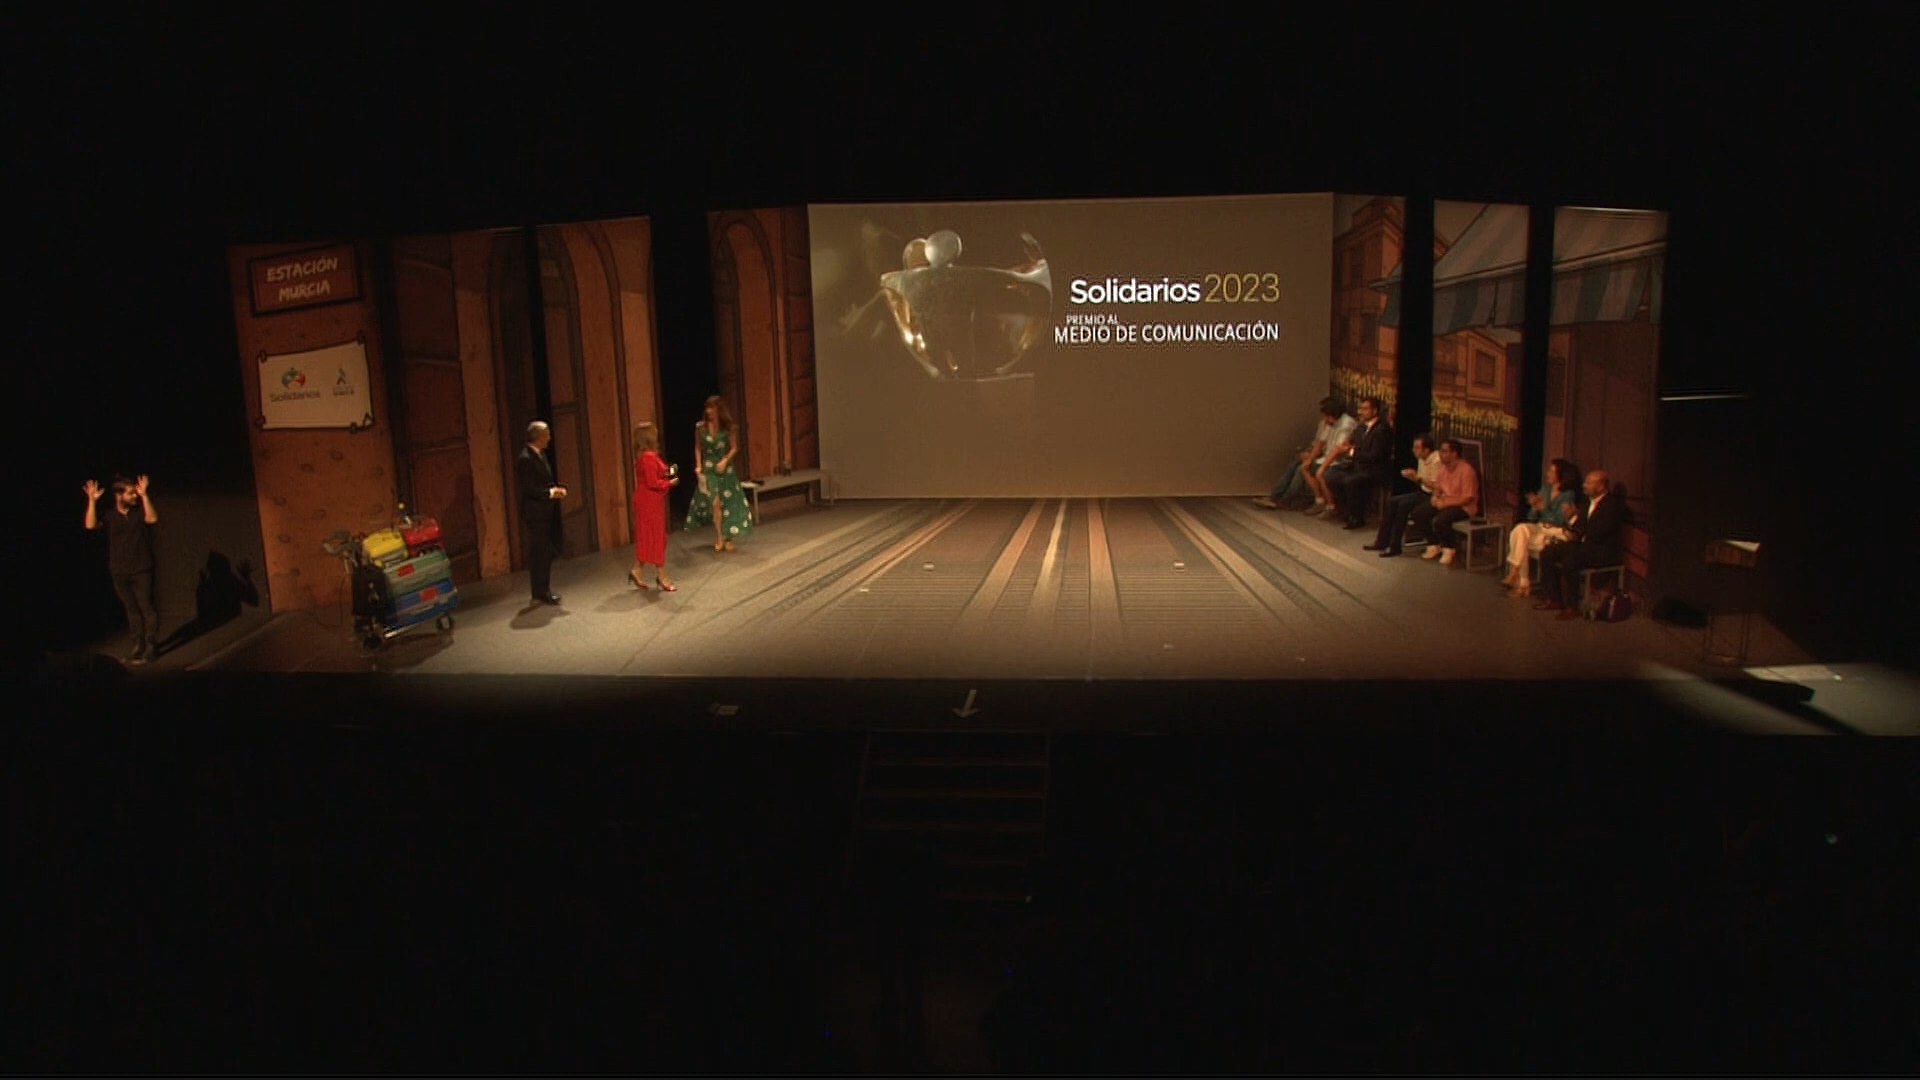 ESTACIÓN
MURCIA
Solidarios
Solidarios 2023
PREMIO AL
MEDIO DE COMUNICACIÓN